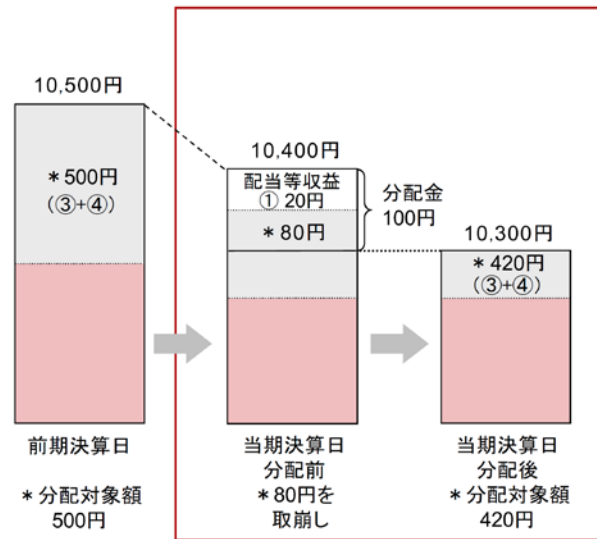 10,500円
＊500円
（③＋④）
前期決算日
＊分配対象額
500円
10,400円
配当等収益
① 20円
＊80円
分配金
100円
当期決算日
分配前
＊80円を
取崩し
10,300円
＊420円
（③＋④）
当期決算日
分配後
＊分配対象額
420円